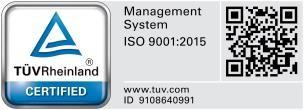 TÜVRheinland®
CERTIFIED
Management
System
ISO 9001:2015
www.tuv.com
ID 9108640991